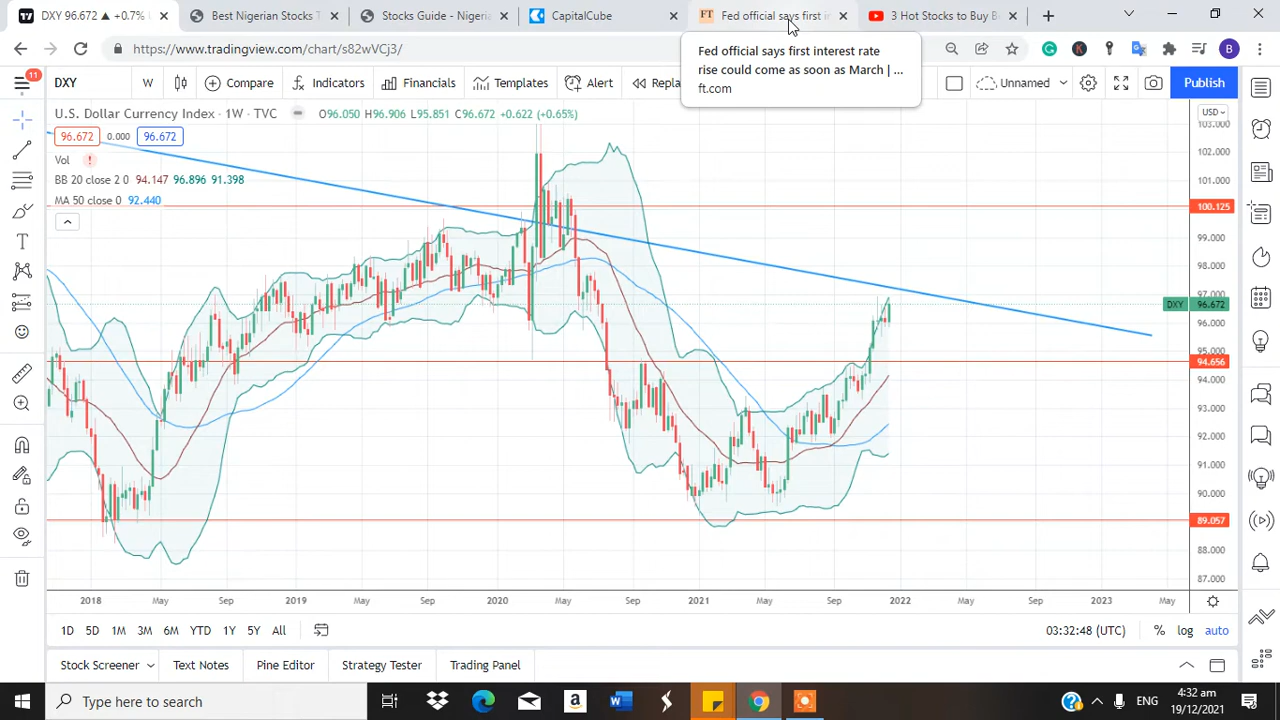 DXY 96.672 ▲ +0.7%
Best Nigerian Stocks T
Stocks Guide - Nigeria
CapitalCube
FT Fed official says first in
3 Hot Stocks to Buy B
https://www.tradingview.com/chart/s82wVCj3/
K
B
Fed official says first interest rate
rise could come as soon as March | ...
ft.com
11
DXY
W
Compare
Indicators
Financials
Templates
Alert
Unnamed
Publish
U.S. Dollar Currency Index · 1W · TVC
O96.050 H96.906 L95.851 C96.672 +0.622 (+0.65%)
96.672 0.000 96.672
Vol !
BB 20 close 2 0 94.147 96.896 91.398
MA 50 close 0 92.440
USD
103.000
102.000
101.000
100.125
99.000
98.000
97.000
DXY 96.672
96.000
95.000
94.656
94.000
93.000
92.000
91.000
90.000
89.057
88.000
87.000
2018 May Sep 2019 May Sep 2020 May Sep 2021 May Sep 2022 May Sep 2023 May
1D 5D 1M 3M 6M YTD 1Y 5Y All
03:32:48 (UTC) % log auto
Stock Screener Text Notes Pine Editor Strategy Tester Trading Panel
Type here to search
ENG
4:32 am
19/12/2021